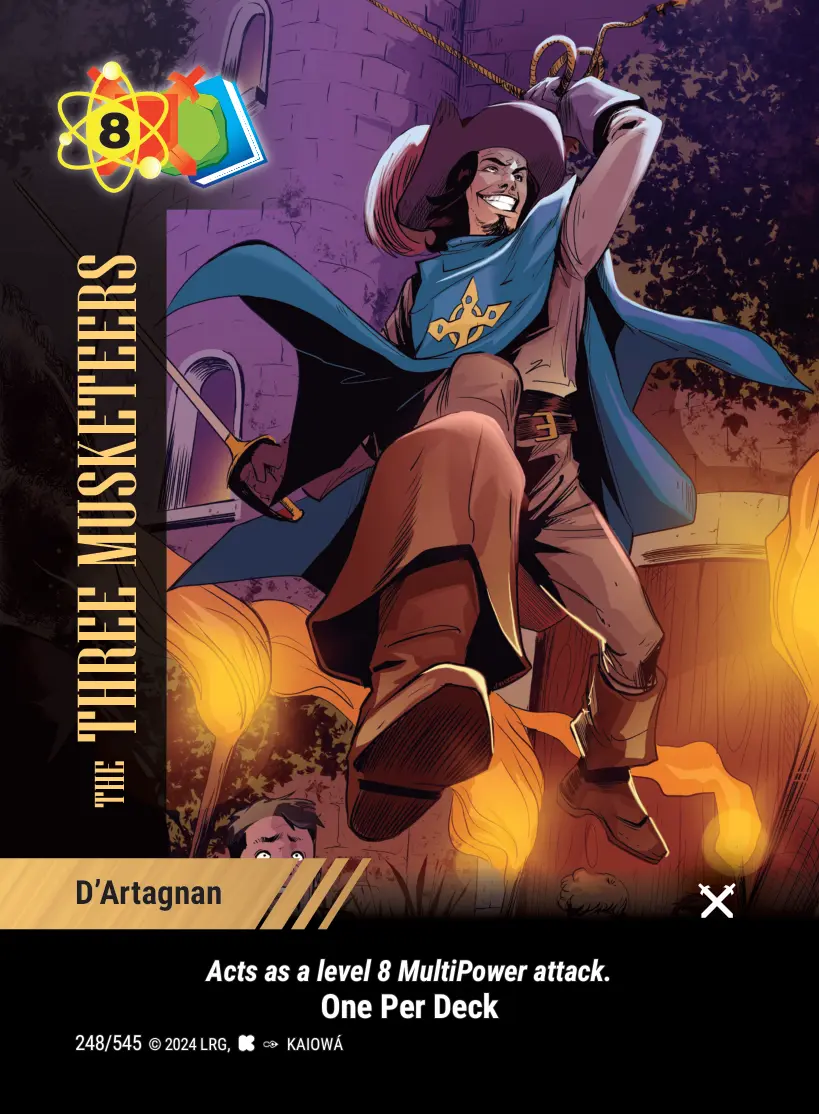 8
THE THREE MUSKETEERS
D’Artagnan
Acts as a level 8 MultiPower attack.
One Per Deck
248/545 © 2024 LRG, KAIOWÁ